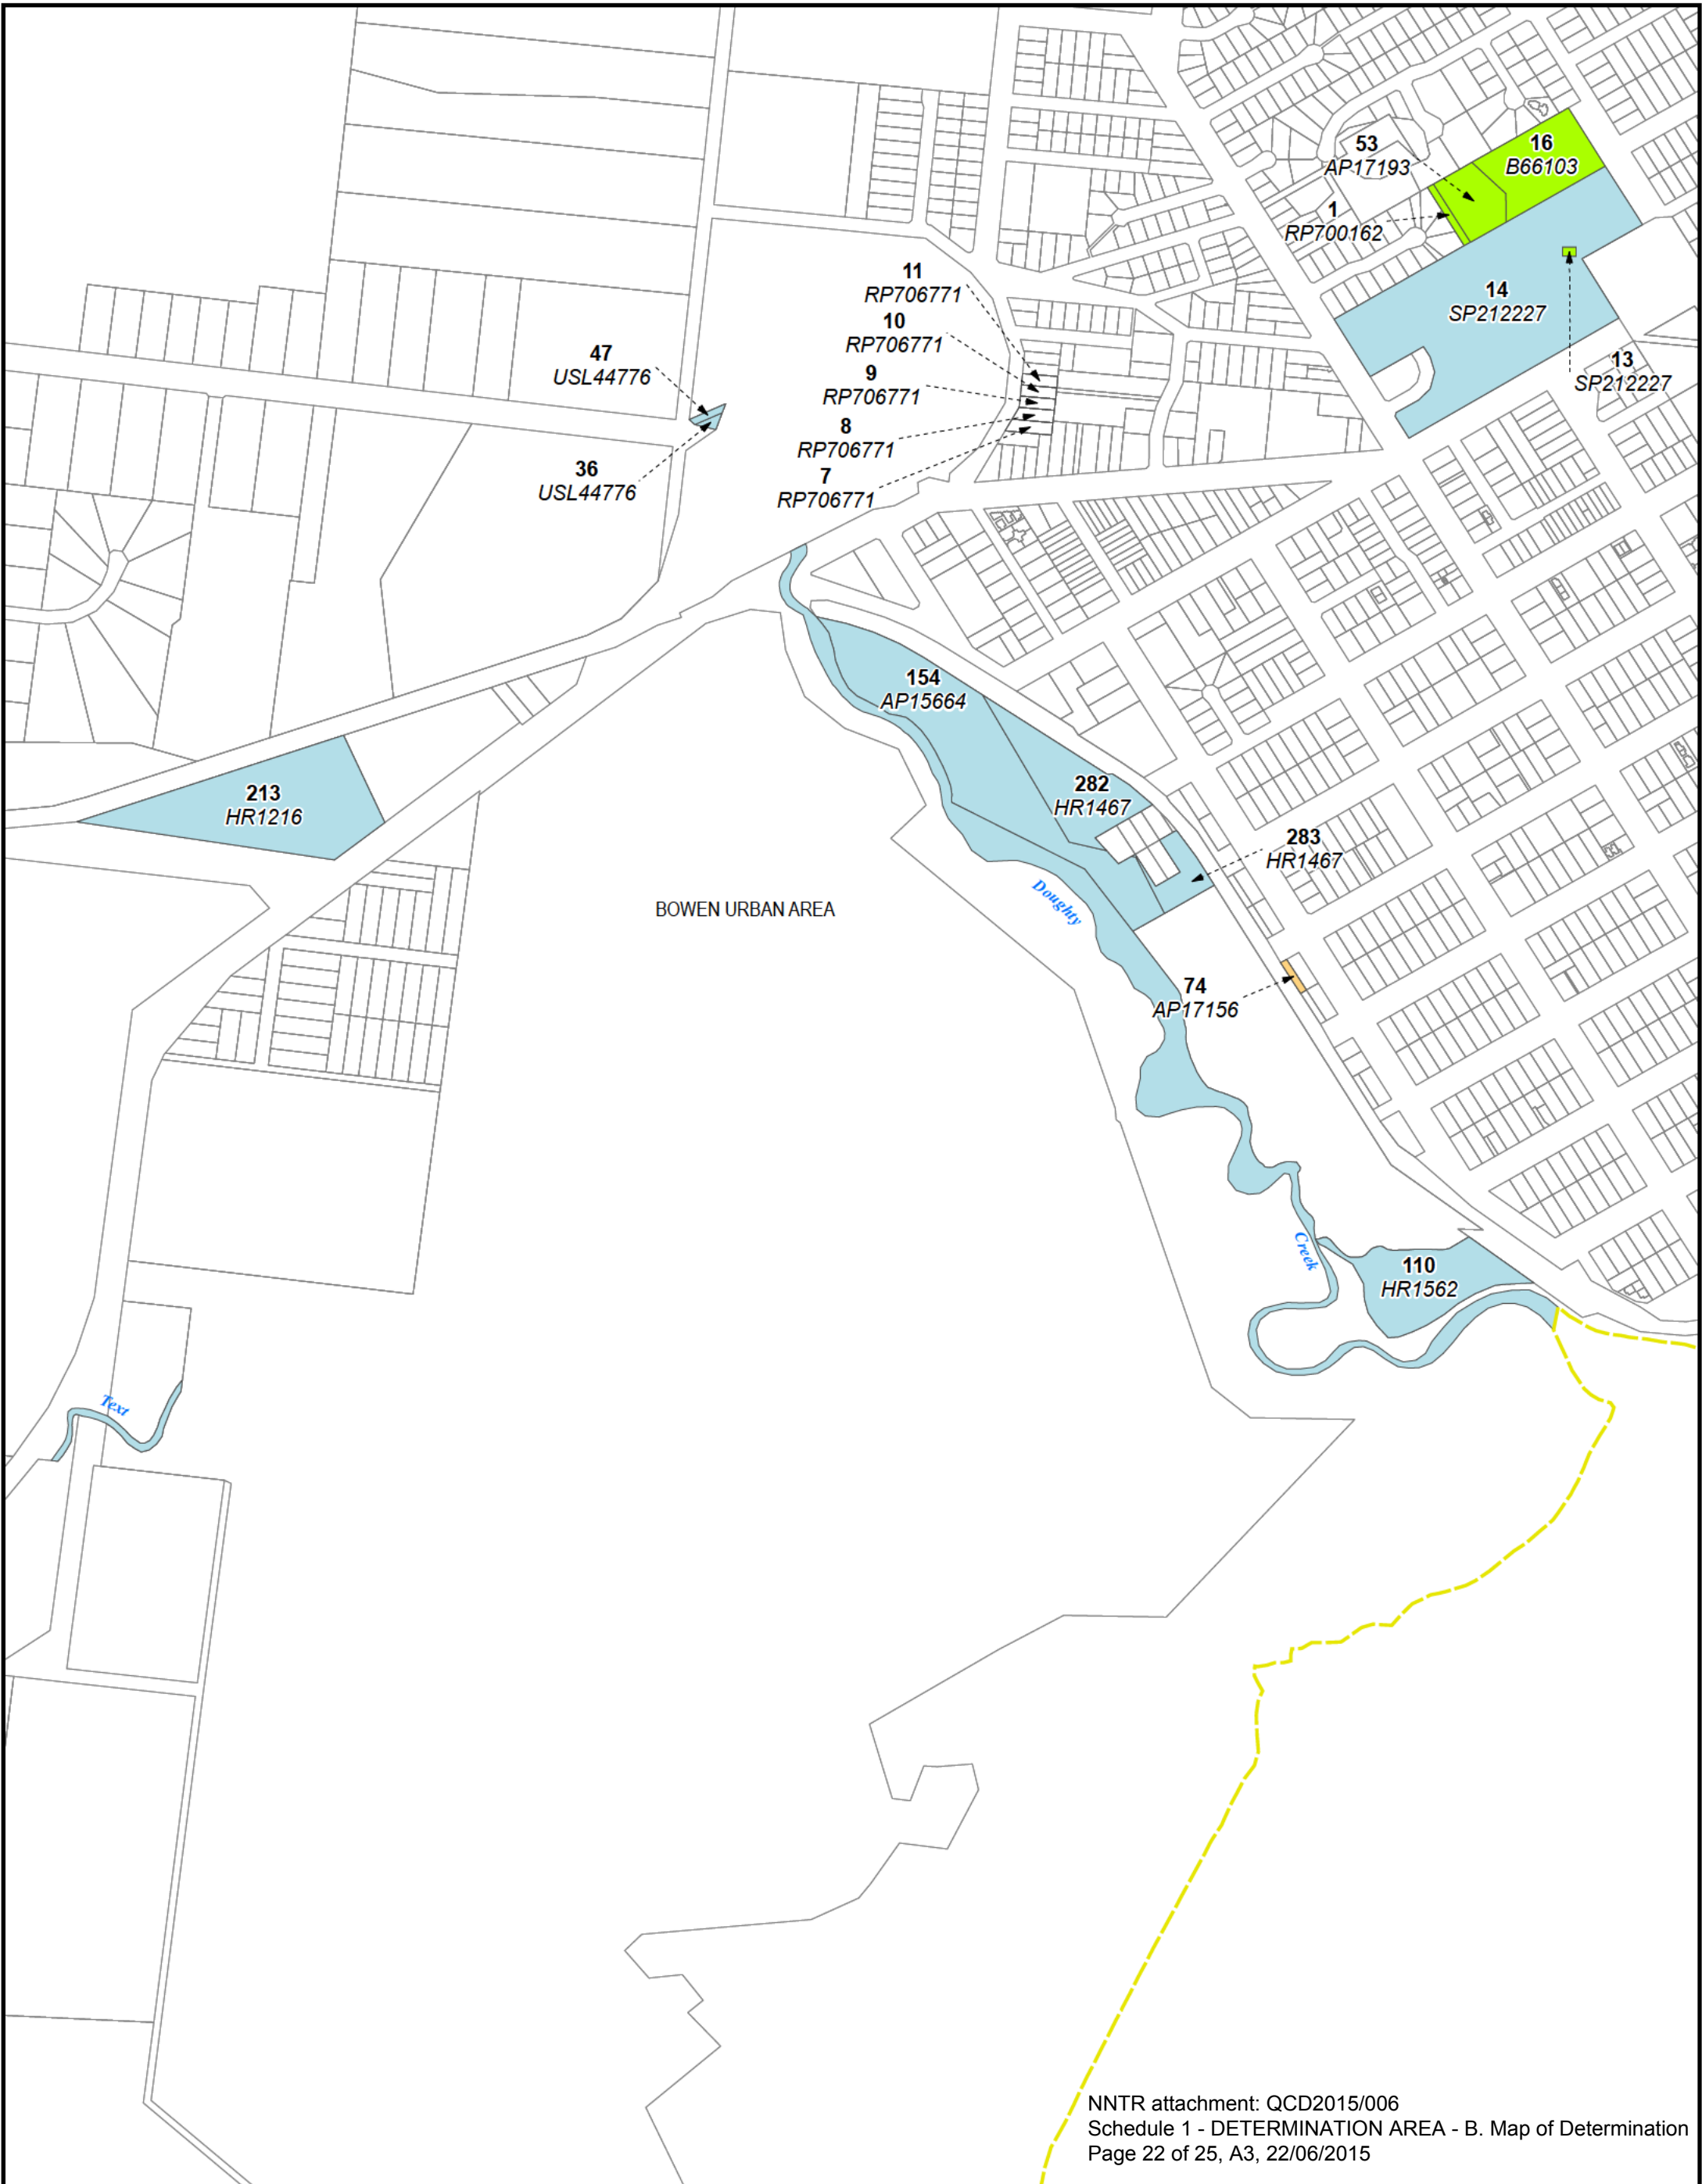 53
AP17193
16
B66103
1
RP700162
11
RP706771
14
SP212227
10
RP706771
47
USL44776
13
SP212227
9
RP706771
8
RP706771
36
USL44776
7
RP706771
154
AP15664
282
HR1467
213
HR1216
283
HR1467
BOWEN URBAN AREA
Doughty
74
AP17156
Creek
110
HR1562
Text
NNTR attachment: QCD2015/006
Schedule 1 - DETERMINATION AREA - B. Map of Determination
Page 22 of 25, A3, 22/06/2015